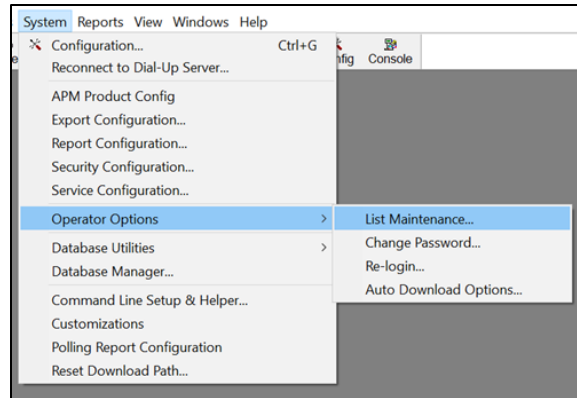 System Reports View Windows Help
Configuration... Ctrl+G
Reconnect to Dial-Up Server...
Console
APM Product Config
Export Configuration...
Report Configuration...
Security Configuration...
Service Configuration...
Operator Options
List Maintenance...
Database Utilities
Change Password...
Database Manager...
Re-login...
Auto Download Options...
Command Line Setup & Helper...
Customizations
Polling Report Configuration
Reset Download Path...